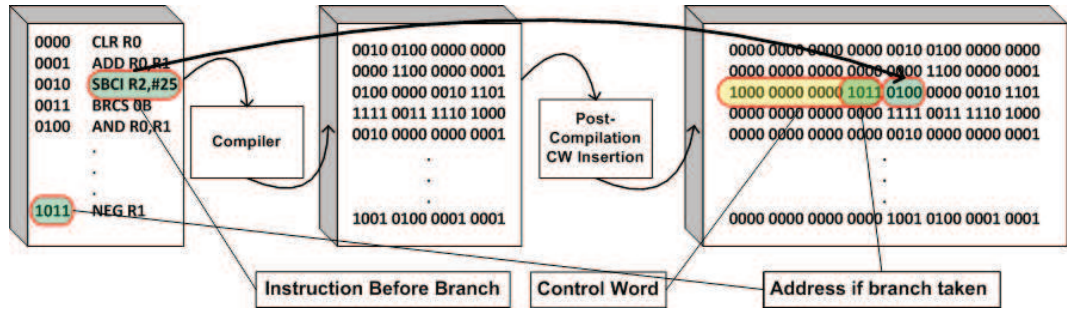 0000 CLR R0
0001 ADD R0,R1
0010 SBCI R2,#25
0011 BRCS 0B
0100 AND R0,R1
.
.
.
1011 NEG R1
Compiler
0010 0100 0000 0000
0000 1100 0000 0001
0100 0000 0010 1101
1111 0011 1110 1000
0010 0000 0000 0001
.
.
.
1001 0100 0001 0001
Post-
Compilation
CW Insertion
0000 0000 0000 0000 0010 0100 0000 0000
0000 0000 0000 0000 0000 1100 0000 0001
1000 0000 0000 1011 0100 0000 0010 1101
0000 0000 0000 0000 1111 0011 1110 1000
0000 0000 0000 0000 0010 0000 0000 0001
.
.
.
0000 0000 0000 0000 1001 0100 0001 0001
Instruction Before Branch
Control Word
Address if branch taken